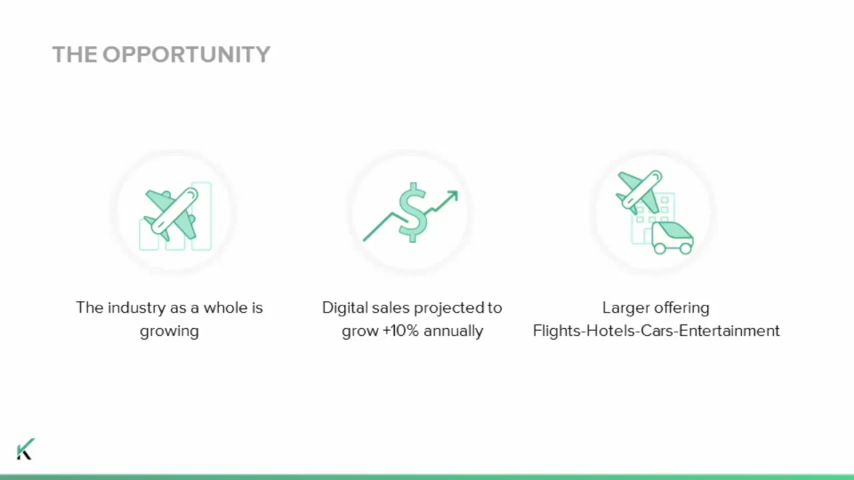 THE OPPORTUNITY
The industry as a whole is
growing
Digital sales projected to
grow +10% annually
Larger offering
Flights-Hotels-Cars-Entertainment
K